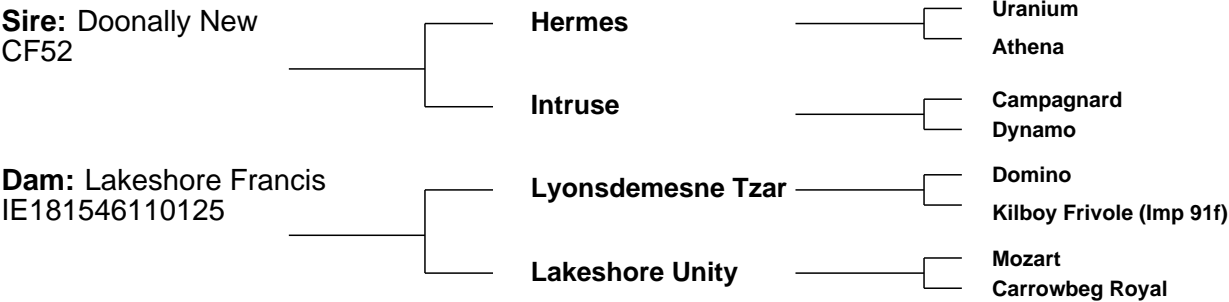 Sire: Doonally New
CF52
Hermes
Uranium
Athena
Intruse
Campagnard
Dynamo
Dam: Lakeshore Francis
IE181546110125
Lyonsdemesne Tzar
Domino
Kilboy Frivole (Imp 91f)
Lakeshore Unity
Mozart
Carrowbeg Royal